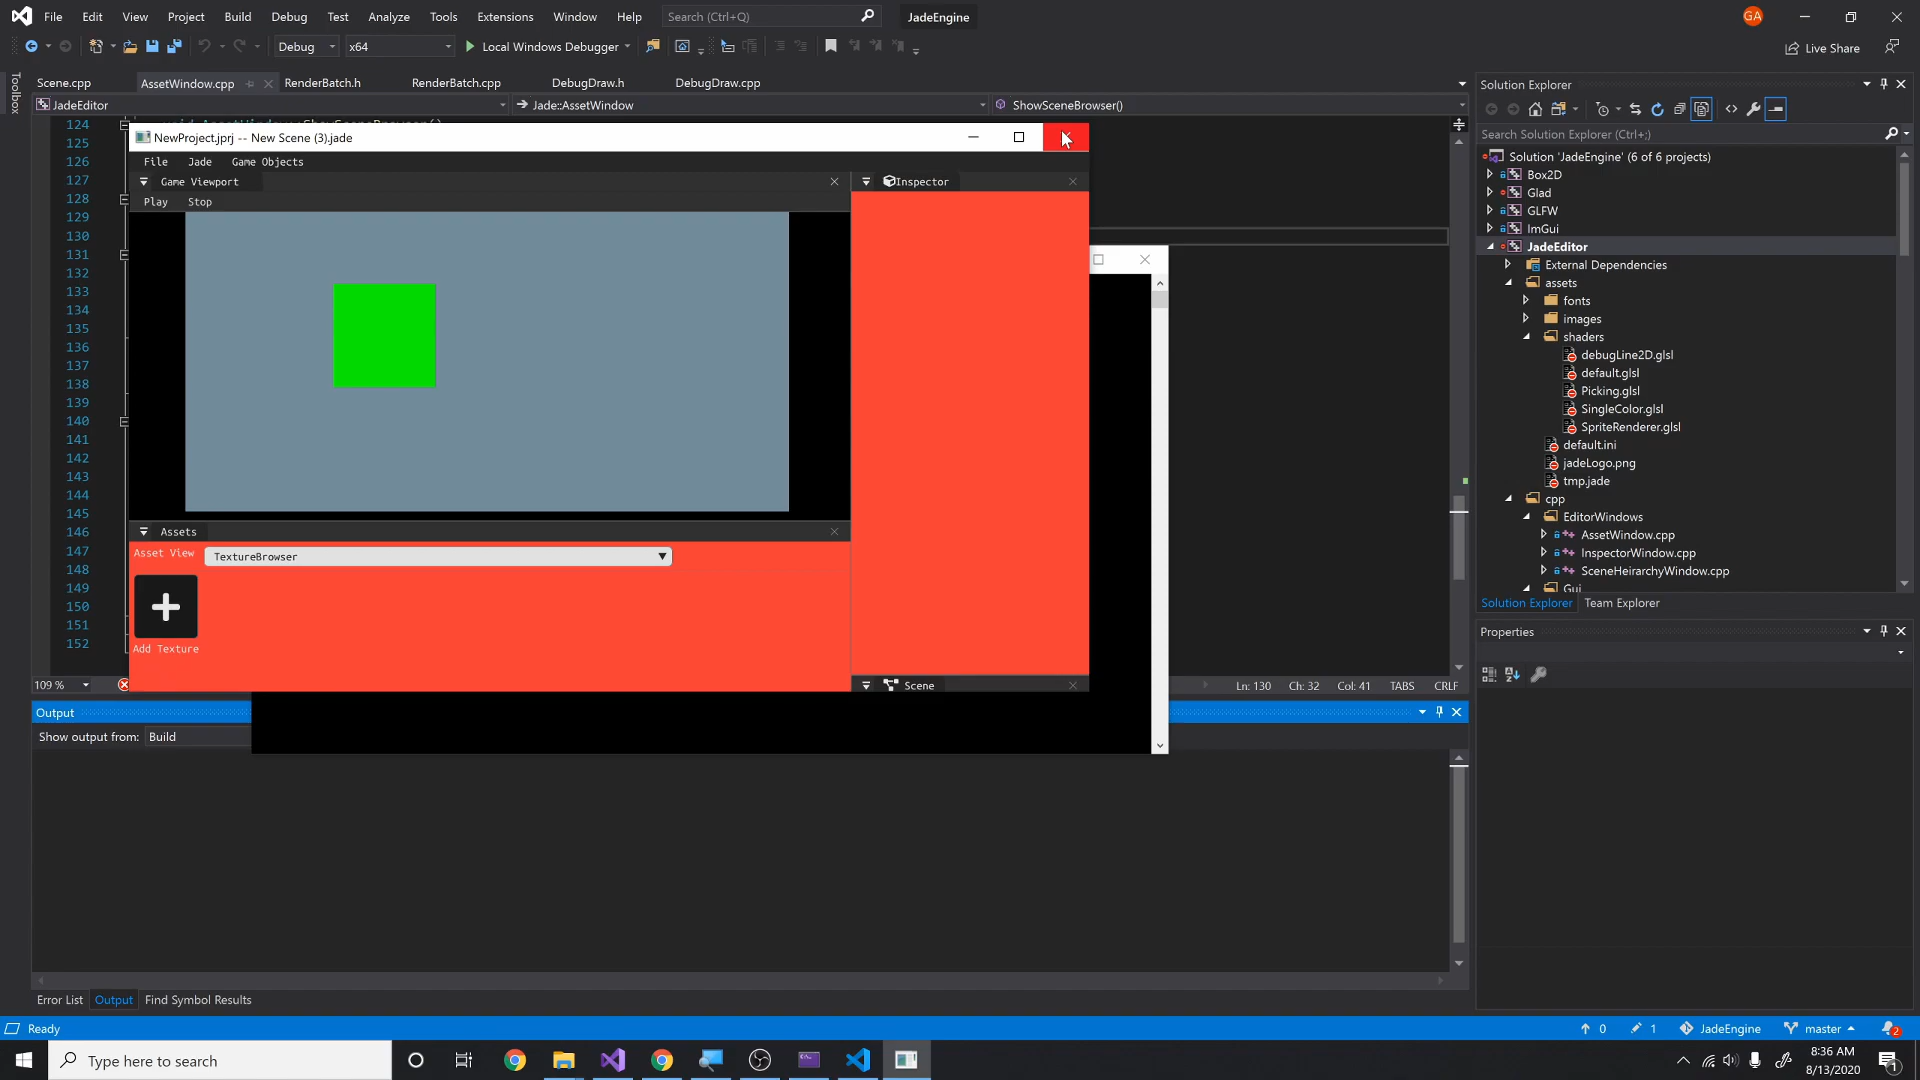 File Edit View Project Build Debug Test Analyze Tools Extensions Window Help Search (Ctrl+Q) JadeEngine GA
Debug x64 Local Windows Debugger Live Share
Toolbox
Scene.cpp AssetWindow.cpp RenderBatch.h RenderBatch.cpp DebugDraw.h DebugDraw.cpp
JadeEditor Jade::AssetWindow ShowSceneBrowser()
124
125
126
127
128
129
130
131
132
133
134
135
136
137
138
139
140
141
142
143
144
145
146
147
148
149
150
151
152
NewProject.jprj -- New Scene (3).jade
File Jade Game Objects
Game Viewport
Play Stop
Inspector
Assets
Asset View TextureBrowser
Add Texture
Scene
109 % Ln: 130 Ch: 32 Col: 41 TABS CRLF
Output
Show output from: Build
Error List Output Find Symbol Results
Solution Explorer
Search Solution Explorer (Ctrl+;)
Solution 'JadeEngine' (6 of 6 projects)
Box2D
Glad
GLFW
ImGui
JadeEditor
External Dependencies
assets
fonts
images
shaders
debugLine2D.glsl
default.glsl
Picking.glsl
SingleColor.glsl
SpriteRenderer.glsl
default.ini
jadeLogo.png
tmp.jade
cpp
EditorWindows
AssetWindow.cpp
InspectorWindow.cpp
SceneHeirarchyWindow.cpp
Gui
Solution Explorer Team Explorer
Properties
Ready 0 1 JadeEngine master 2
Type here to search 8:36 AM
8/13/2020 1